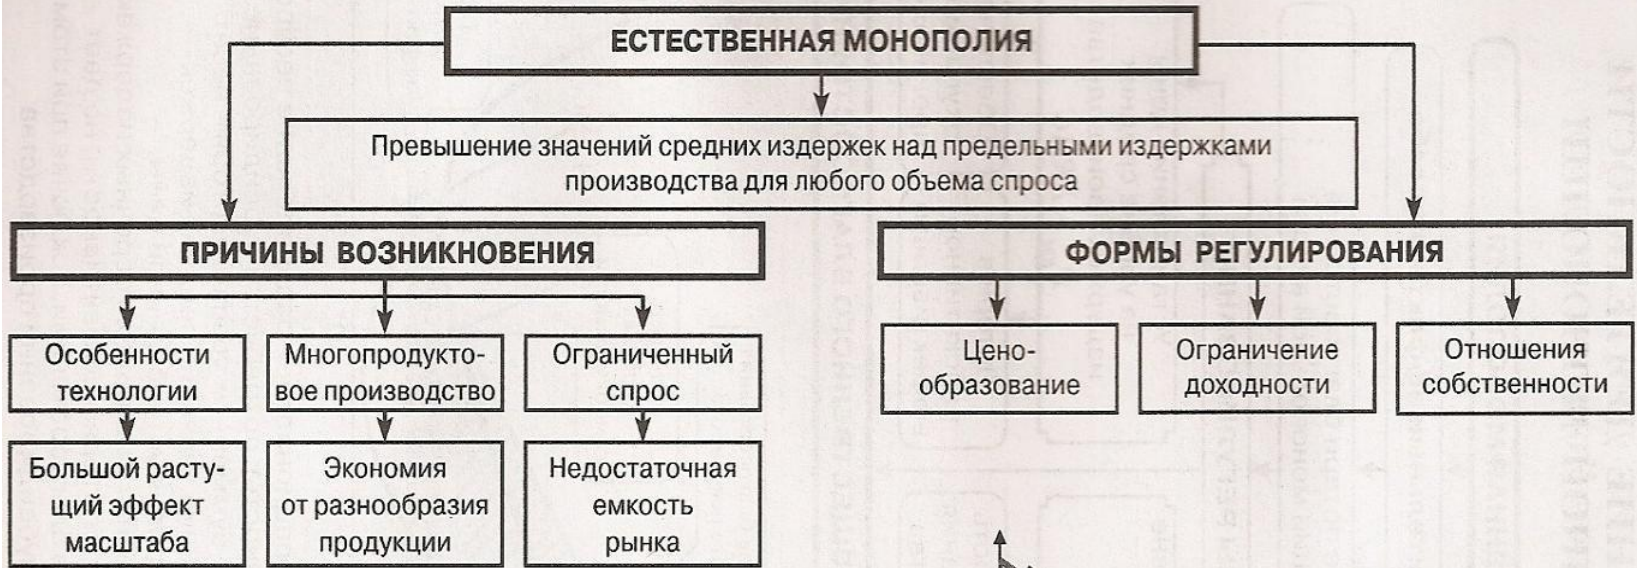 ЕСТЕСТВЕННАЯ МОНОПОЛИЯ
Превышение значений средних издержек над предельными издержками
производства для любого объема спроса
ПРИЧИНЫ ВОЗНИКНОВЕНИЯ
Особенности
технологии
Большой расту-
щий эффект
масштаба
Многопродукто-
вое производство
Экономия
от разнообразия
продукции
Ограниченный
спрос
Недостаточная
емкость
рынка
ФОРМЫ РЕГУЛИРОВАНИЯ
Цено-
образование
Ограничение
доходности
Отношения
собственности